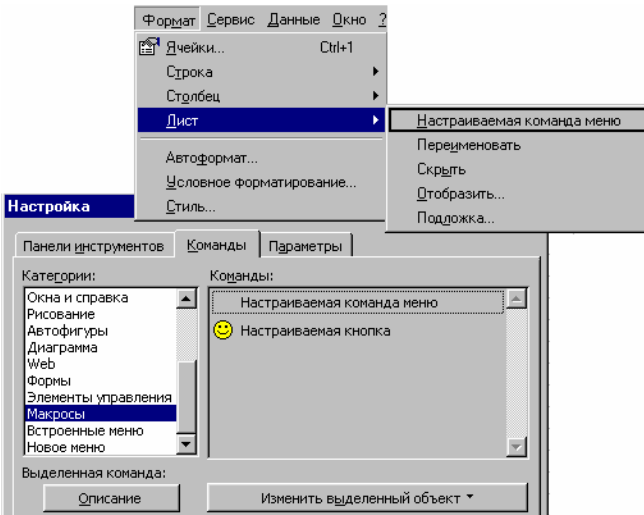 Формат Сервис Данные Окно ?
Ячейки... Ctrl+1
Строка
Столбец
Лист
Автоформат...
Условное форматирование...
Стиль...
Настраиваемая команда меню
Переименовать
Скрыть
Отобразить...
Подложка...
Настройка
Панели инструментов Команды Параметры
Категории:
Окна и справка
Рисование
Автофигуры
Диаграмма
Web
Формы
Элементы управления
Макросы
Встроенные меню
Новое меню
Команды:
Настраиваемая команда меню
Настраиваемая кнопка
Выделенная команда:
Описание
Изменить выделенный объект